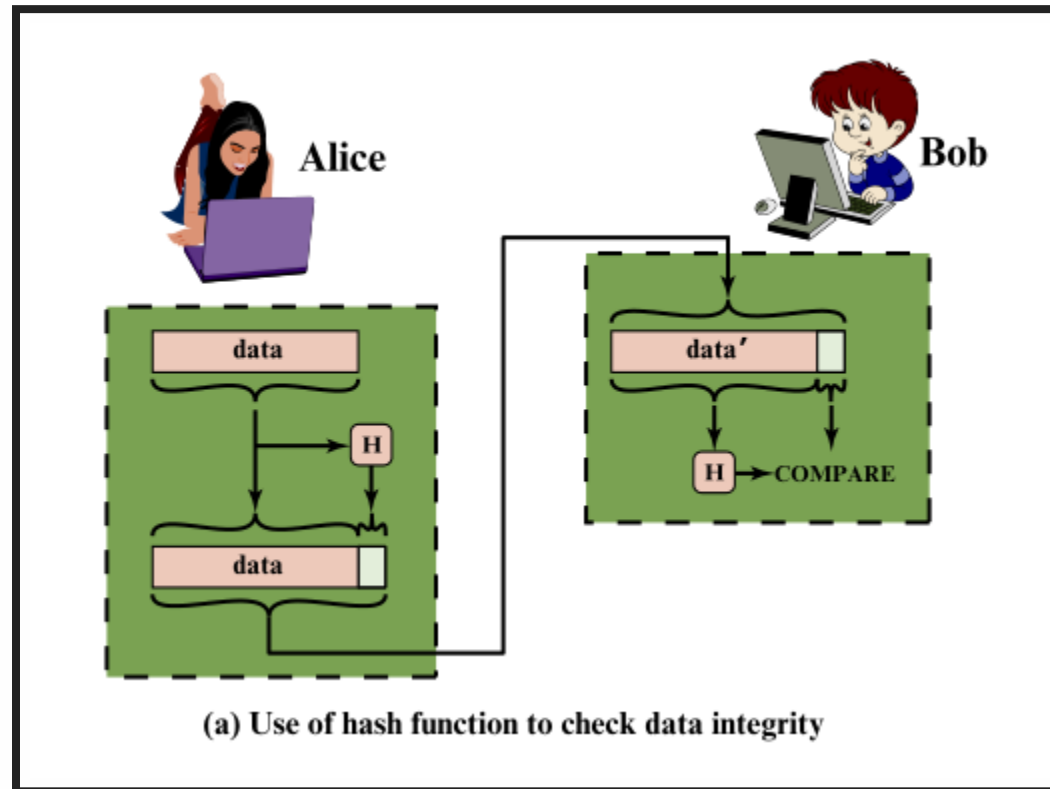 Alice
Bob
data
H
data
data′
H
COMPARE
(a) Use of hash function to check data integrity